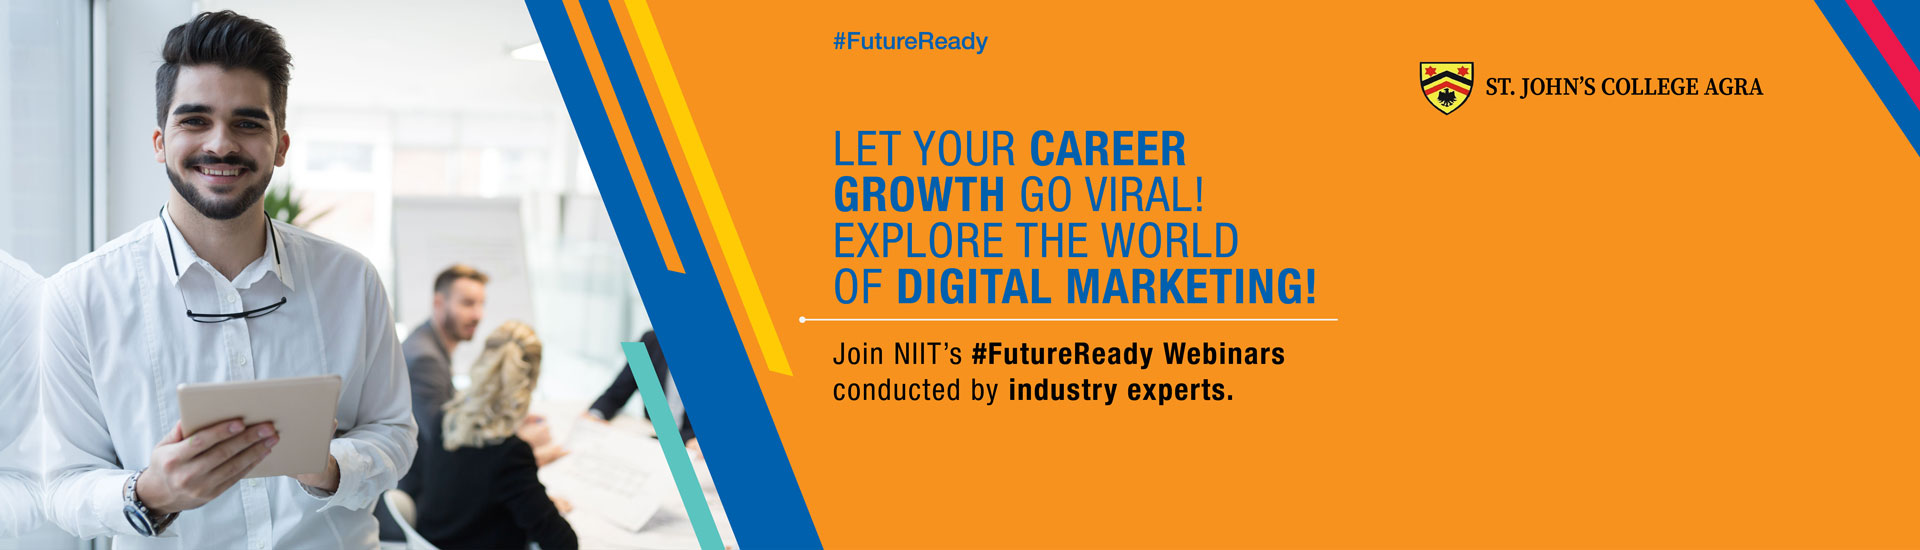 #FutureReady
ST. JOHN'S COLLEGE AGRA
LET YOUR CAREER
GROWTH GO VIRAL!
EXPLORE THE WORLD
OF DIGITAL MARKETING!
Join NIIT's #FutureReady Webinars
conducted by industry experts.